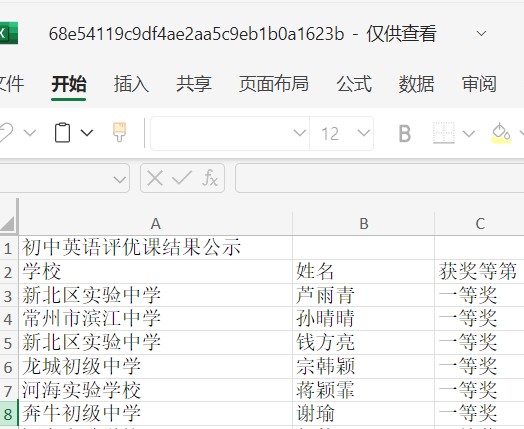 68e54119c9df4ae2aa5c9eb1b0a1623b - 仅供查看
文件 开始 插入 共享 页面布局 公式 数据 审阅
12 B
fx
A B C
1 初中英语评优课结果公示
2 学校 姓名 获奖等第
3 新北区实验中学 芦雨青 一等奖
4 常州市滨江中学 孙晴晴 一等奖
5 新北区实验中学 钱方亮 一等奖
6 龙城初级中学 宗韩颖 一等奖
7 河海实验学校 蒋颖霏 一等奖
8 奔牛初级中学 谢瑜 一等奖